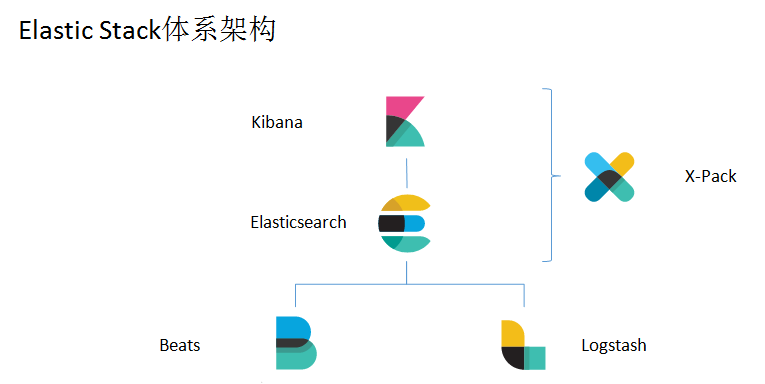 Elastic Stack体系架构
Kibana
X-Pack
Elasticsearch
Beats
Logstash